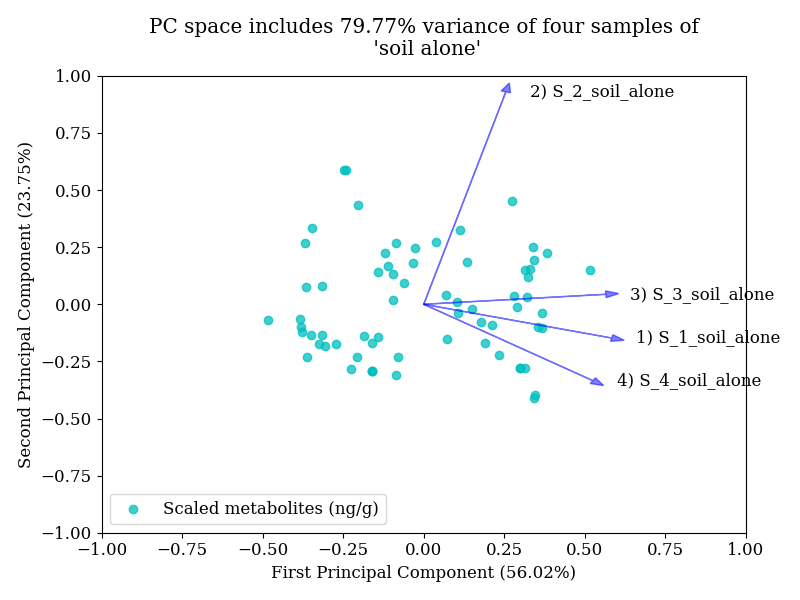 PC space includes 79.77% variance of four samples of
'soil alone'
1.00
0.75
0.50
0.25
0.00
−0.25
−0.50
−0.75
−1.00
Second Principal Component (23.75%)
2) S_2_soil_alone
3) S_3_soil_alone
1) S_1_soil_alone
4) S_4_soil_alone
Scaled metabolites (ng/g)
−1.00 −0.75 −0.50 −0.25 0.00 0.25 0.50 0.75 1.00
First Principal Component (56.02%)